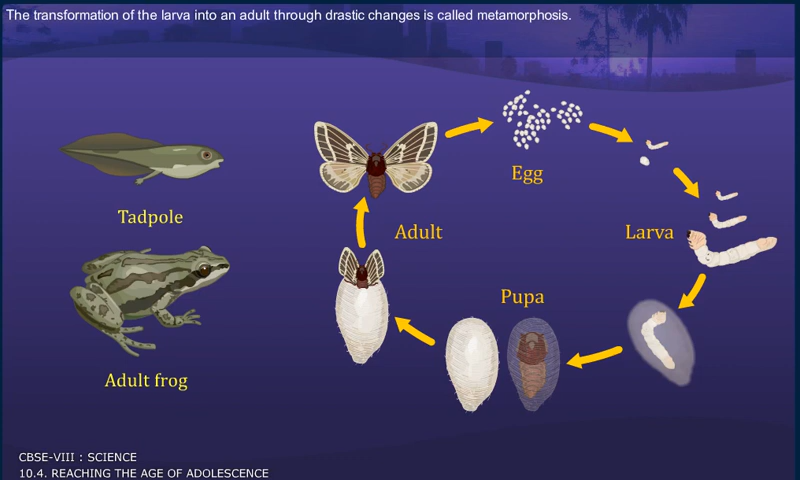 The transformation of the larva into an adult through drastic changes is called metamorphosis.
Egg
Tadpole
Adult
Larva
Pupa
Adult frog
CBSE-VIII : SCIENCE
10.4. REACHING THE AGE OF ADOLESCENCE